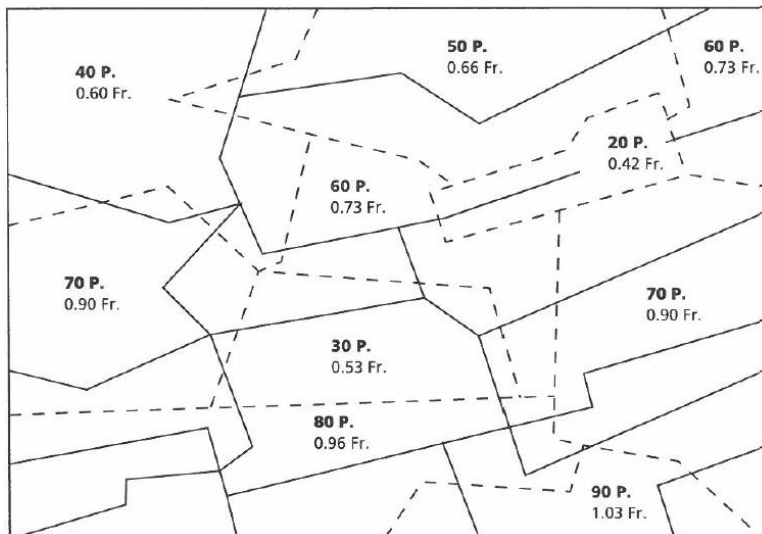 40 P.
0.60 Fr.
50 P.
0.66 Fr.
60 P.
0.73 Fr.
20 P.
0.42 Fr.
60 P.
0.73 Fr.
70 P.
0.90 Fr.
70 P.
0.90 Fr.
30 P.
0.53 Fr.
80 P.
0.96 Fr.
90 P.
1.03 Fr.